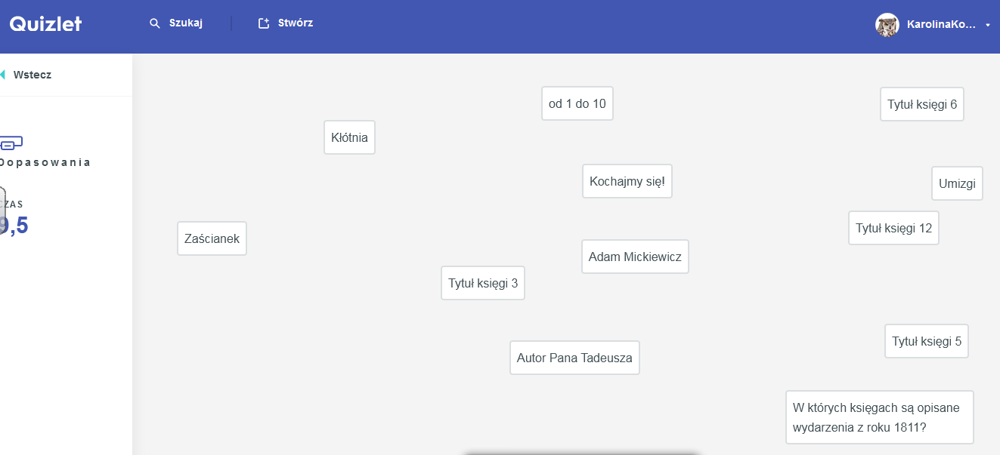 Quizlet
Szukaj
Stwórz
KarolinaKo...
Wstecz
Dopasowania
CZAS
9,5
od 1 do 10
Tytuł księgi 6
Kłótnia
Kochajmy się!
Umizgi
Tytuł księgi 12
Zaścianek
Adam Mickiewicz
Tytuł księgi 3
Tytuł księgi 5
Autor Pana Tadeusza
W których księgach są opisane
wydarzenia z roku 1811?